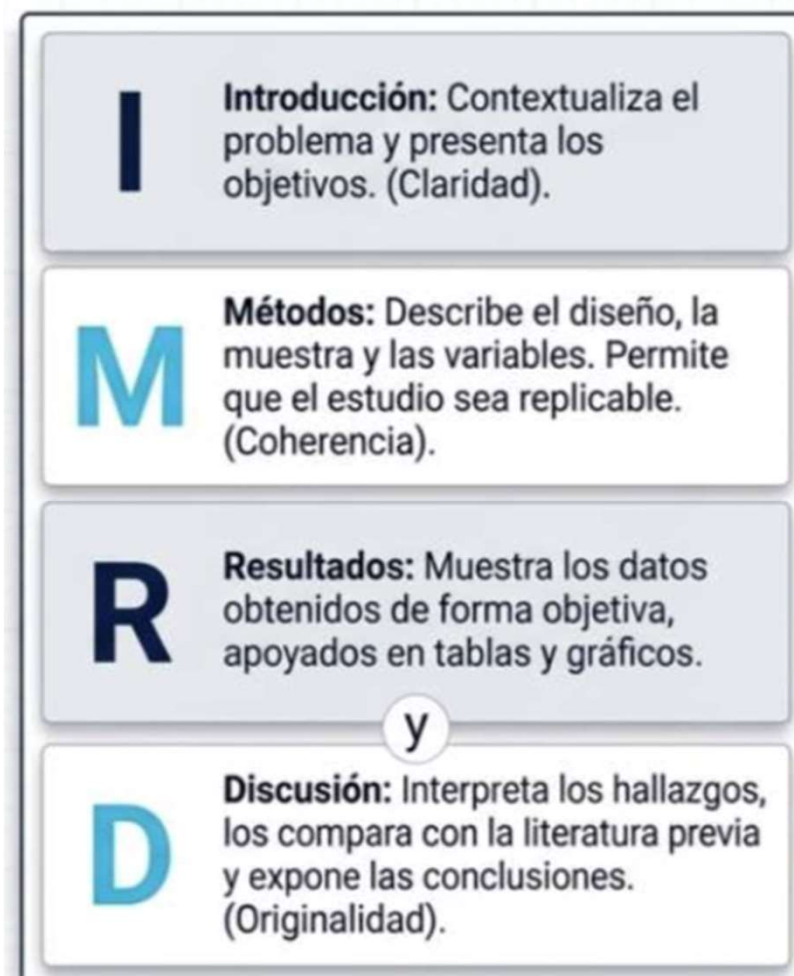 I
Introducción: Contextualiza el
problema y presenta los
objetivos. (Claridad).
M
Métodos: Describe el diseño, la
muestra y las variables. Permite
que el estudio sea replicable.
(Coherencia).
R
Resultados: Muestra los datos
obtenidos de forma objetiva,
apoyados en tablas y gráficos.
y
D
Discusión: Interpreta los hallazgos,
los compara con la literatura previa
y expone las conclusiones.
(Originalidad).